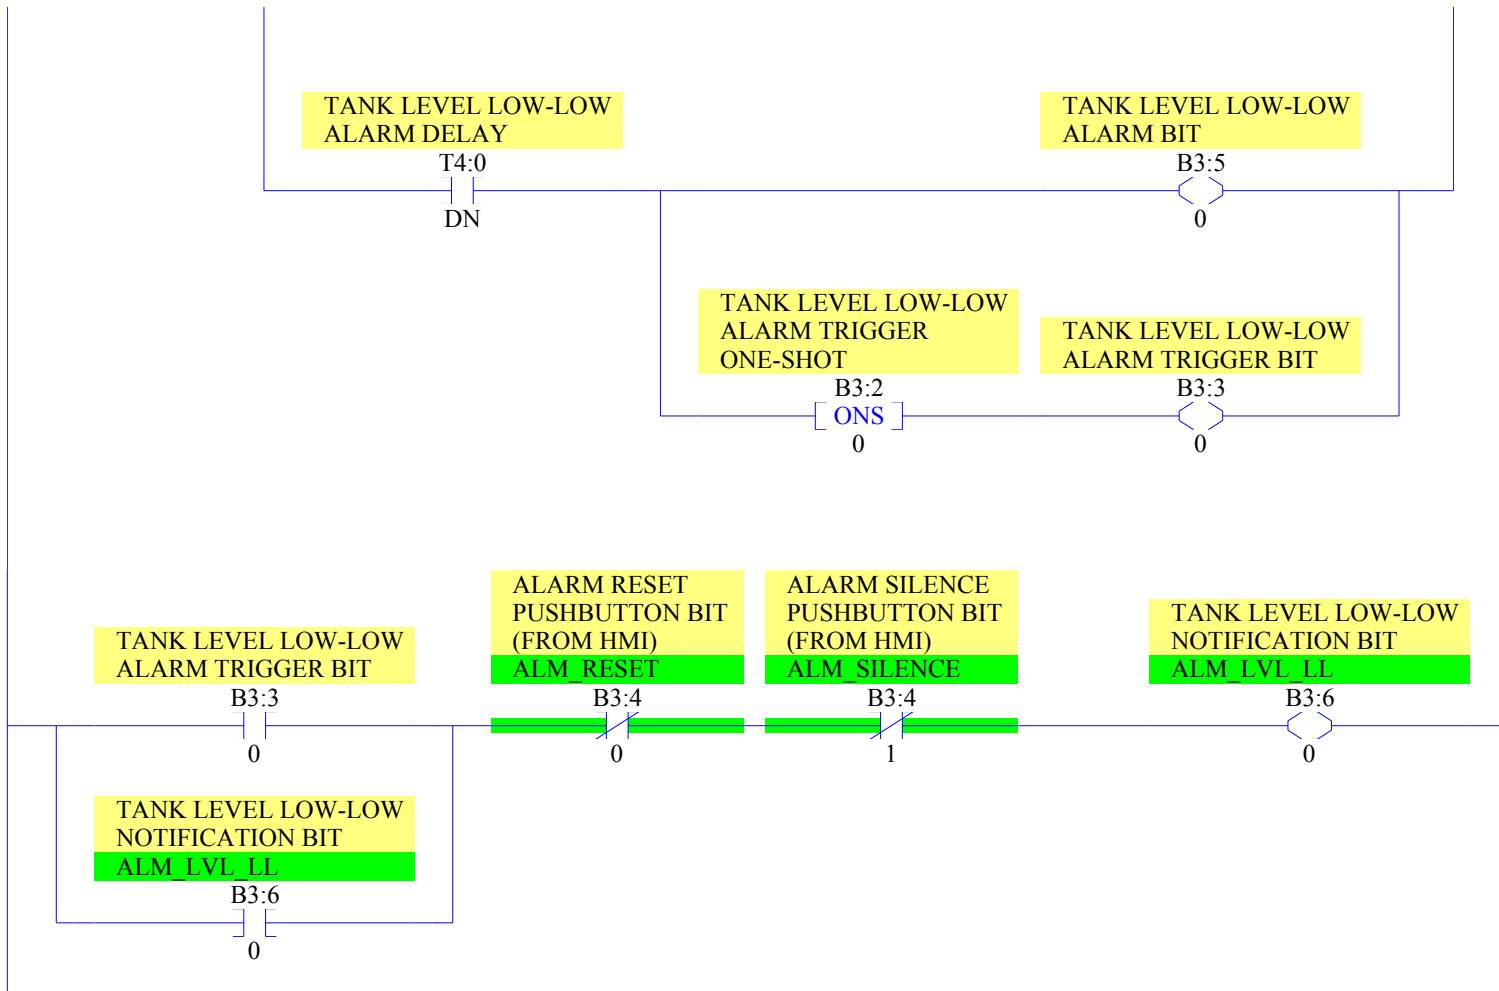 TANK LEVEL LOW-LOW
ALARM DELAY
T4:0
DN
TANK LEVEL LOW-LOW
ALARM BIT
B3:5
0
TANK LEVEL LOW-LOW
ALARM TRIGGER
ONE-SHOT
B3:2
ONS
0
TANK LEVEL LOW-LOW
ALARM TRIGGER BIT
B3:3
0
TANK LEVEL LOW-LOW
ALARM TRIGGER BIT
B3:3
0
ALARM RESET
PUSHBUTTON BIT
(FROM HMI)
ALM_RESET
B3:4
0
ALARM SILENCE
PUSHBUTTON BIT
(FROM HMI)
ALM_SILENCE
B3:4
1
TANK LEVEL LOW-LOW
NOTIFICATION BIT
ALM_LVL_LL
B3:6
0
TANK LEVEL LOW-LOW
NOTIFICATION BIT
ALM_LVL_LL
B3:6
0